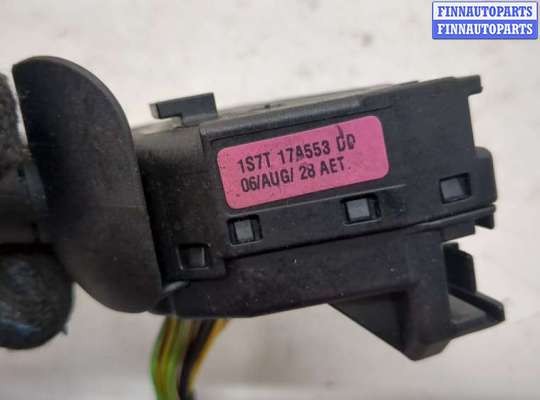 FINNAUTOPARTS
FINNAUTOPARTS
1S7T 17A553 DD
06/AUG/ 28 AET.